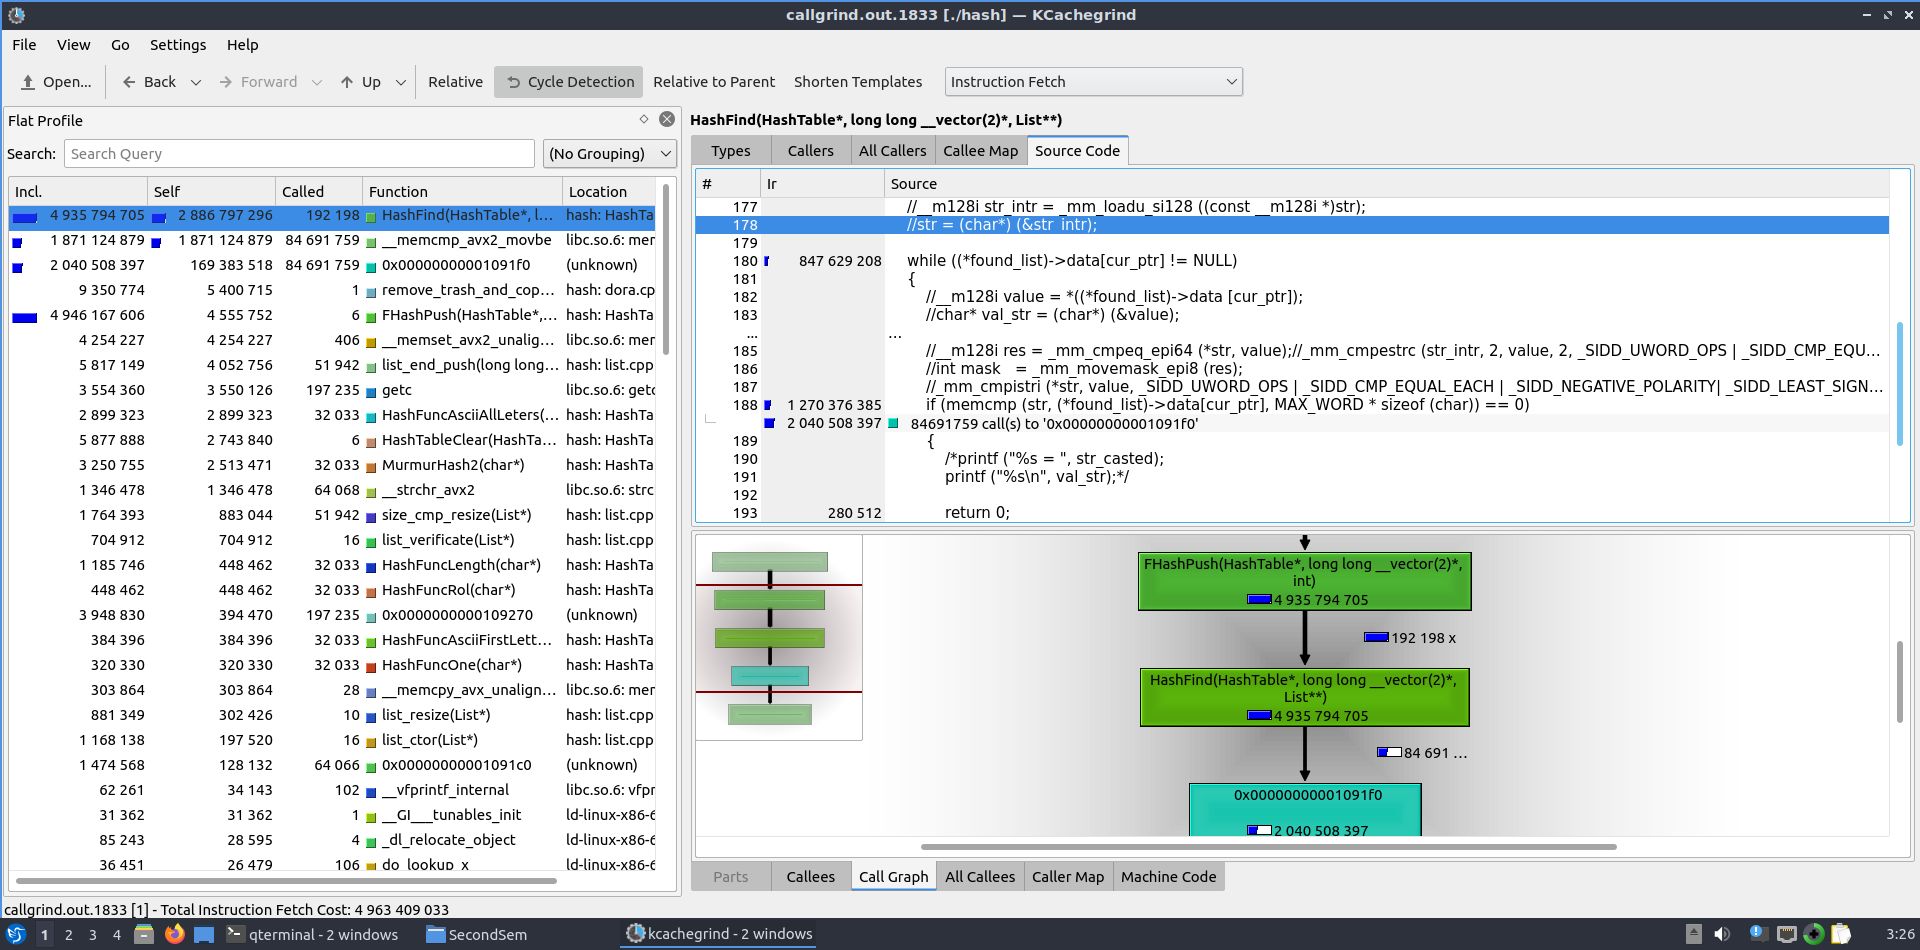 callgrind.out.1833 [./hash] — KCachegrind
File View Go Settings Help
Open... Back Forward Up Relative Cycle Detection Relative to Parent Shorten Templates Instruction Fetch
Flat Profile
Search: Search Query (No Grouping)
Incl. Self Called Function Location
4 935 794 705 2 886 797 296 192 198 HashFind(HashTable*, l... hash: HashTa
1 871 124 879 1 871 124 879 84 691 759 __memcmp_avx2_movbe libc.so.6: mer
2 040 508 397 169 383 518 84 691 759 0x00000000001091f0 (unknown)
9 350 774 5 400 715 1 remove_trash_and_cop... hash: dora.cp
4 946 167 606 4 555 752 6 FHashPush(HashTable*,... hash: HashTa
4 254 227 4 254 227 406 __memset_avx2_unalig... libc.so.6: mer
5 817 149 4 052 756 51 942 list_end_push(long long... hash: list.cpp
3 554 360 3 550 126 197 235 getc libc.so.6: getc
2 899 323 2 899 323 32 033 HashFuncAsciiAllLeters(... hash: HashTa
5 877 888 2 743 840 6 HashTableClear(HashTa... hash: HashTa
3 250 755 2 513 471 32 033 MurmurHash2(char*) hash: HashTa
1 346 478 1 346 478 64 068 __strchr_avx2 libc.so.6: strc
1 764 393 883 044 51 942 size_cmp_resize(List*) hash: list.cpp
704 912 704 912 16 list_verificate(List*) hash: list.cpp
1 185 746 448 462 32 033 HashFuncLength(char*) hash: HashTa
448 462 448 462 32 033 HashFuncRol(char*) hash: HashTa
3 948 830 394 470 197 235 0x0000000000109270 (unknown)
384 396 384 396 32 033 HashFuncAsciiFirstLett... hash: HashTa
320 330 320 330 32 033 HashFuncOne(char*) hash: HashTa
303 864 303 864 28 __memcpy_avx_unalign... libc.so.6: mer
881 349 302 426 10 list_resize(List*) hash: list.cpp
1 168 138 197 520 16 list_ctor(List*) hash: list.cpp
1 474 568 128 132 64 066 0x00000000001091c0 (unknown)
62 261 34 143 102 __vfprintf_internal libc.so.6: vfpr
31 362 31 362 1 __GI___tunables_init ld-linux-x86-6
85 243 28 595 4 _dl_relocate_object ld-linux-x86-6
36 451 26 479 106 do_lookup_x ld-linux-x86-6
callgrind.out.1833 [1] - Total Instruction Fetch Cost: 4 963 409 033
HashFind(HashTable*, long long __vector(2)*, List**)
Types Callers All Callers Callee Map Source Code
# Ir Source
177 //__m128i str_intr = _mm_loadu_si128 ((const __m128i *)str);
178 //str = (char*) (&str_intr);
179
180 847 629 208 while ((*found_list)->data[cur_ptr] != NULL)
181 {
182 //__m128i value = *((*found_list)->data [cur_ptr]);
183 //char* val_str = (char*) (&value);
... ...
185 //__m128i res = _mm_cmpeq_epi64 (*str, value);//_mm_cmpestrc (str_intr, 2, value, 2, _SIDD_UWORD_OPS | _SIDD_CMP_EQU...
186 //int mask = _mm_movemask_epi8 (res);
187 //_mm_cmpistri (*str, value, _SIDD_UWORD_OPS | _SIDD_CMP_EQUAL_EACH | _SIDD_NEGATIVE_POLARITY| _SIDD_LEAST_SIGN...
188 1 270 376 385 if (memcmp (str, (*found_list)->data[cur_ptr], MAX_WORD * sizeof (char)) == 0)
2 040 508 397 84691759 call(s) to '0x00000000001091f0'
189 {
190 /*printf ("%s = ", str_casted);
191 printf ("%s\n", val_str);*/
192
193 280 512 return 0;
FHashPush(HashTable*, long long __vector(2)*,
int)
4 935 794 705
192 198 x
HashFind(HashTable*, long long __vector(2)*,
List**)
4 935 794 705
84 691 ...
0x00000000001091f0
2 040 508 397
Parts Callees Call Graph All Callees Caller Map Machine Code
1 2 3 4 qterminal - 2 windows SecondSem kcachegrind - 2 windows 3:26